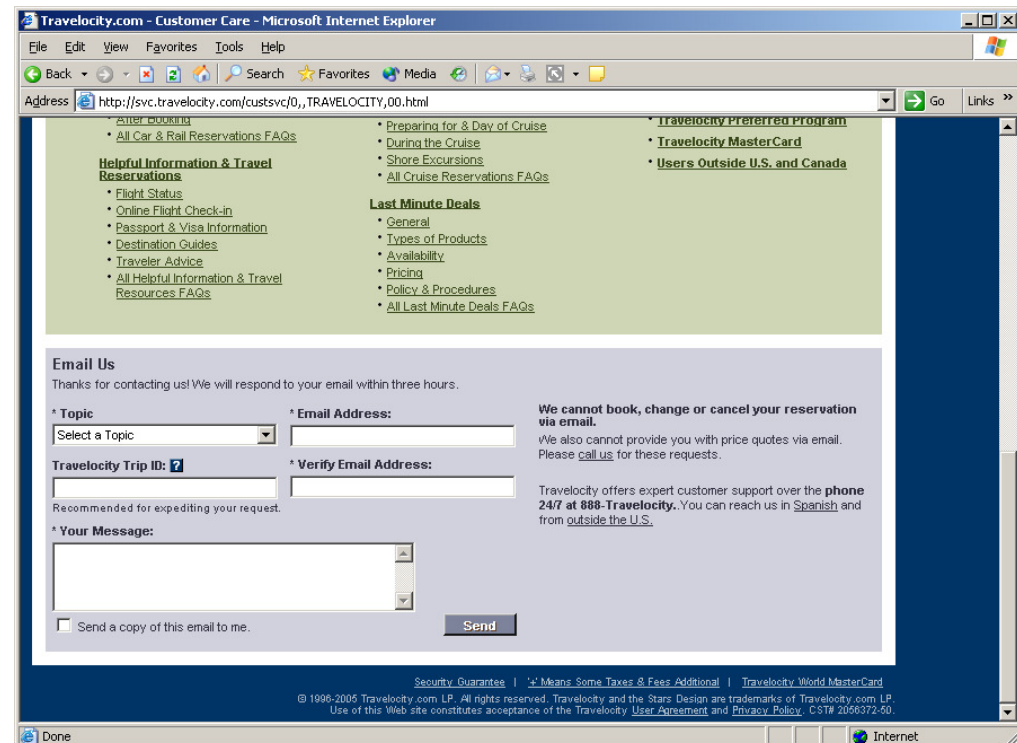 Travelocity.com - Customer Care - Microsoft Internet Explorer
File Edit View Favorites Tools Help
Back Search Favorites Media
Address http://svc.travelocity.com/custsvc/0,,TRAVELOCITY,00.html Go Links »
• After Booking
• All Car & Rail Reservations FAQs
Helpful Information & Travel
Reservations
• Flight Status
• Online Flight Check-in
• Passport & Visa Information
• Destination Guides
• Traveler Advice
• All Helpful Information & Travel
Resources FAQs
• Preparing for & Day of Cruise
• During the Cruise
• Shore Excursions
• All Cruise Reservations FAQs
Last Minute Deals
• General
• Types of Products
• Availability
• Pricing
• Policy & Procedures
• All Last Minute Deals FAQs
• Travelocity Preferred Program
• Travelocity MasterCard
• Users Outside U.S. and Canada
Email Us
Thanks for contacting us! We will respond to your email within three hours.
* Topic
Select a Topic
* Email Address:
Travelocity Trip ID: ?
* Verify Email Address:
Recommended for expediting your request.
* Your Message:
Send a copy of this email to me.
Send
We cannot book, change or cancel your reservation
via email.
We also cannot provide you with price quotes via email.
Please call us for these requests.
Travelocity offers expert customer support over the phone
24/7 at 888-Travelocity..You can reach us in Spanish and
from outside the U.S.
Security Guarantee | '+' Means Some Taxes & Fees Additional | Travelocity World MasterCard
© 1996-2005 Travelocity.com LP. All rights reserved. Travelocity and the Stars Design are trademarks of Travelocity.com LP.
Use of this Web site constitutes acceptance of the Travelocity User Agreement and Privacy Policy. CST# 2056372-50.
Done Internet